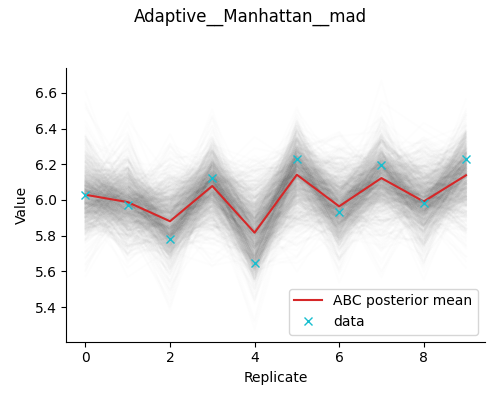 Adaptive__Manhattan__mad
6.6
6.4
6.2
6.0
5.8
5.6
5.4
Value
ABC posterior mean
data
0 2 4 6 8
Replicate